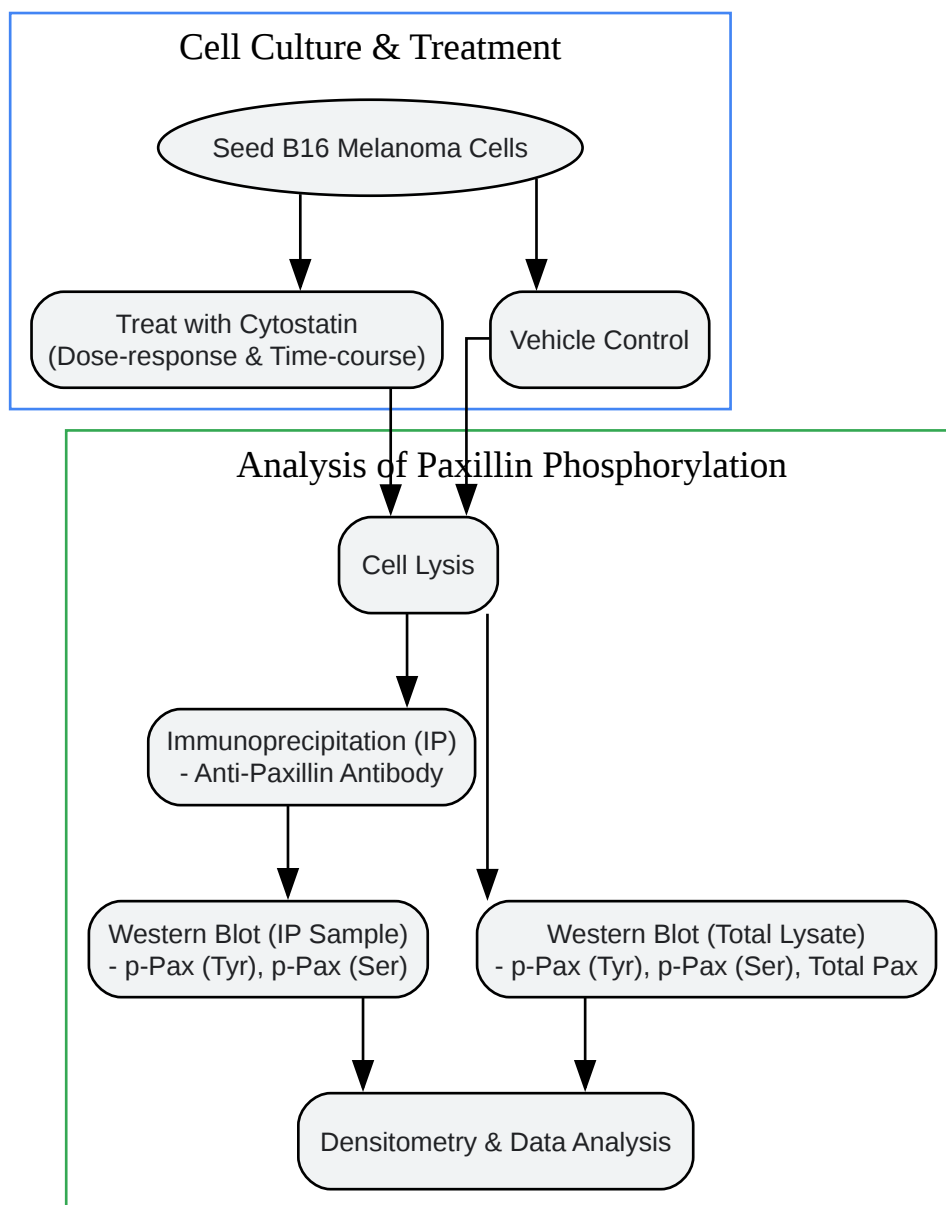 Cell Culture & Treatment
Seed B16 Melanoma Cells
Treat with Cytostatin
(Dose-response & Time-course)
Vehicle Control
Analysis of Paxillin Phosphorylation
Cell Lysis
Immunoprecipitation (IP)
- Anti-Paxillin Antibody
Western Blot (IP Sample)
- p-Pax (Tyr), p-Pax (Ser)
Western Blot (Total Lysate)
- p-Pax (Tyr), p-Pax (Ser), Total Pax
Densitometry & Data Analysis